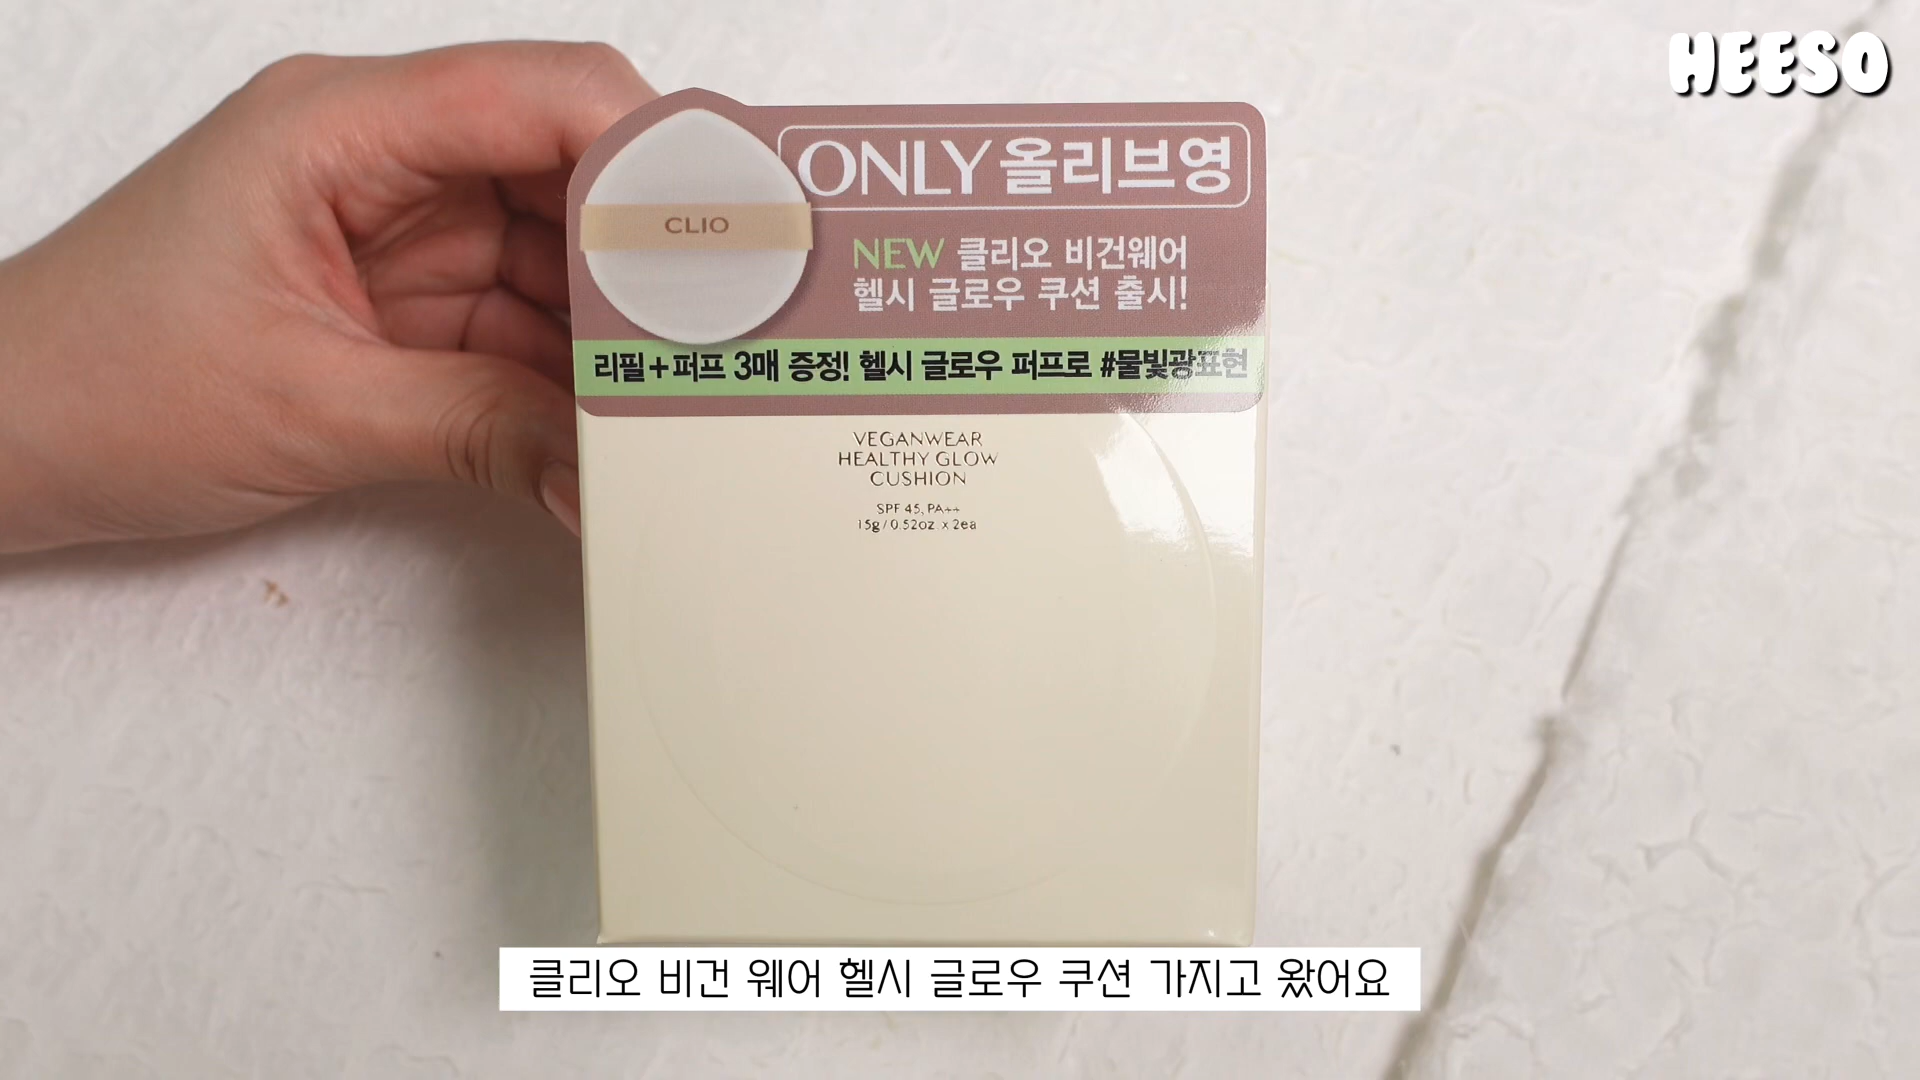 HEESO
ONLY 올리브영
CLIO
NEW 클리오 비건웨어
헬시 글로우 쿠션 출시!
리필+퍼프 3매 증정! 헬시 글로우 퍼프로 #물빛광표현
VEGANWEAR
HEALTHY GLOW
CUSHION
SPF 45, PA++
15g/0.52oz x 2ea
클리오 비건 웨어 헬시 글로우 쿠션 가지고 왔어요